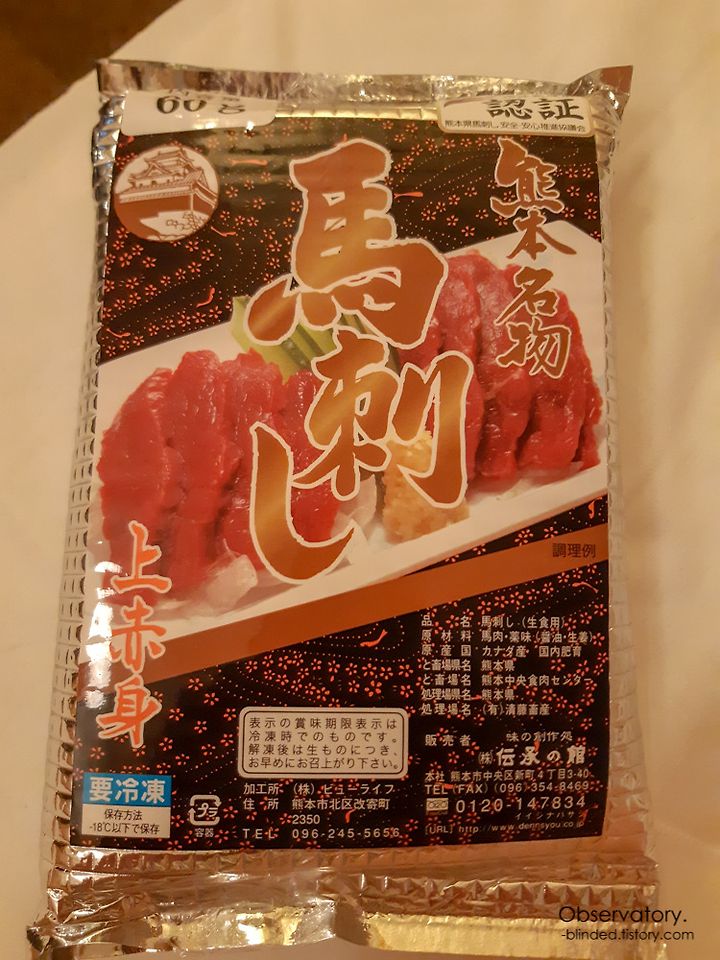 60g
認証
熊本県馬刺し安全・安心推進協議会
熊本名物
馬刺し
上赤身
調理例
品名 馬刺し(生食用)
原材料 馬肉・薬味(醤油・生姜)
原産国 カナダ産・国内肥育
と畜場県名 熊本県
と畜場名 熊本中央食肉センター
処理場県名 熊本県
処理場名 (有)清藤畜産
販売者 味の創作処
(株)伝承の館
本社 熊本市中央区新町4丁目3-40
TEL(FAX)(096)354-8469
0120-147834
イイシナハサシ
[URL] http://www.dennsyou.co.jp
表示の賞味期限表示は
冷凍時でのものです。
解凍後は生ものにつき、
お早めにお召上がり下さい。
加工所 (株)ビューライフ
住所 熊本市北区改寄町
2350
TEL 096-245-5656
要冷凍
保存方法
-18℃以下で保存
プラ
容器
Observatory.
-blinded.tistory.com